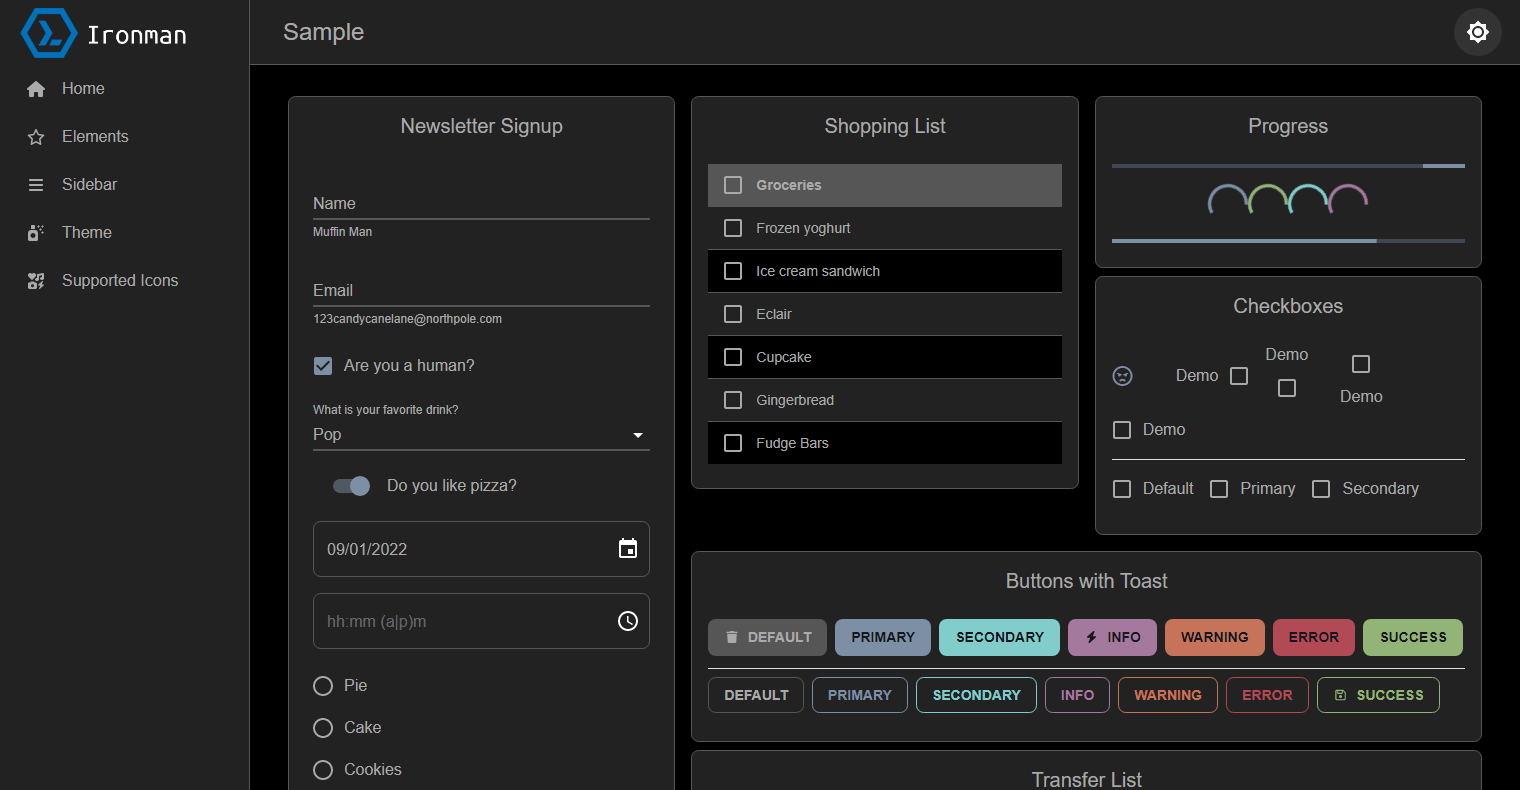 Ironman
Home
Elements
Sidebar
Theme
Supported Icons
Sample
Newsletter Signup
Name
Muffin Man
Email
123candycanelane@northpole.com
Are you a human?
What is your favorite drink?
Pop
Do you like pizza?
09/01/2022
hh:mm (a|p)m
Pie
Cake
Cookies
Shopping List
Groceries
Frozen yoghurt
Ice cream sandwich
Eclair
Cupcake
Gingerbread
Fudge Bars
Progress
Checkboxes
Demo
Demo
Demo
Demo
Default Primary Secondary
Buttons with Toast
DEFAULT PRIMARY SECONDARY INFO WARNING ERROR SUCCESS
DEFAULT PRIMARY SECONDARY INFO WARNING ERROR SUCCESS
Transfer List